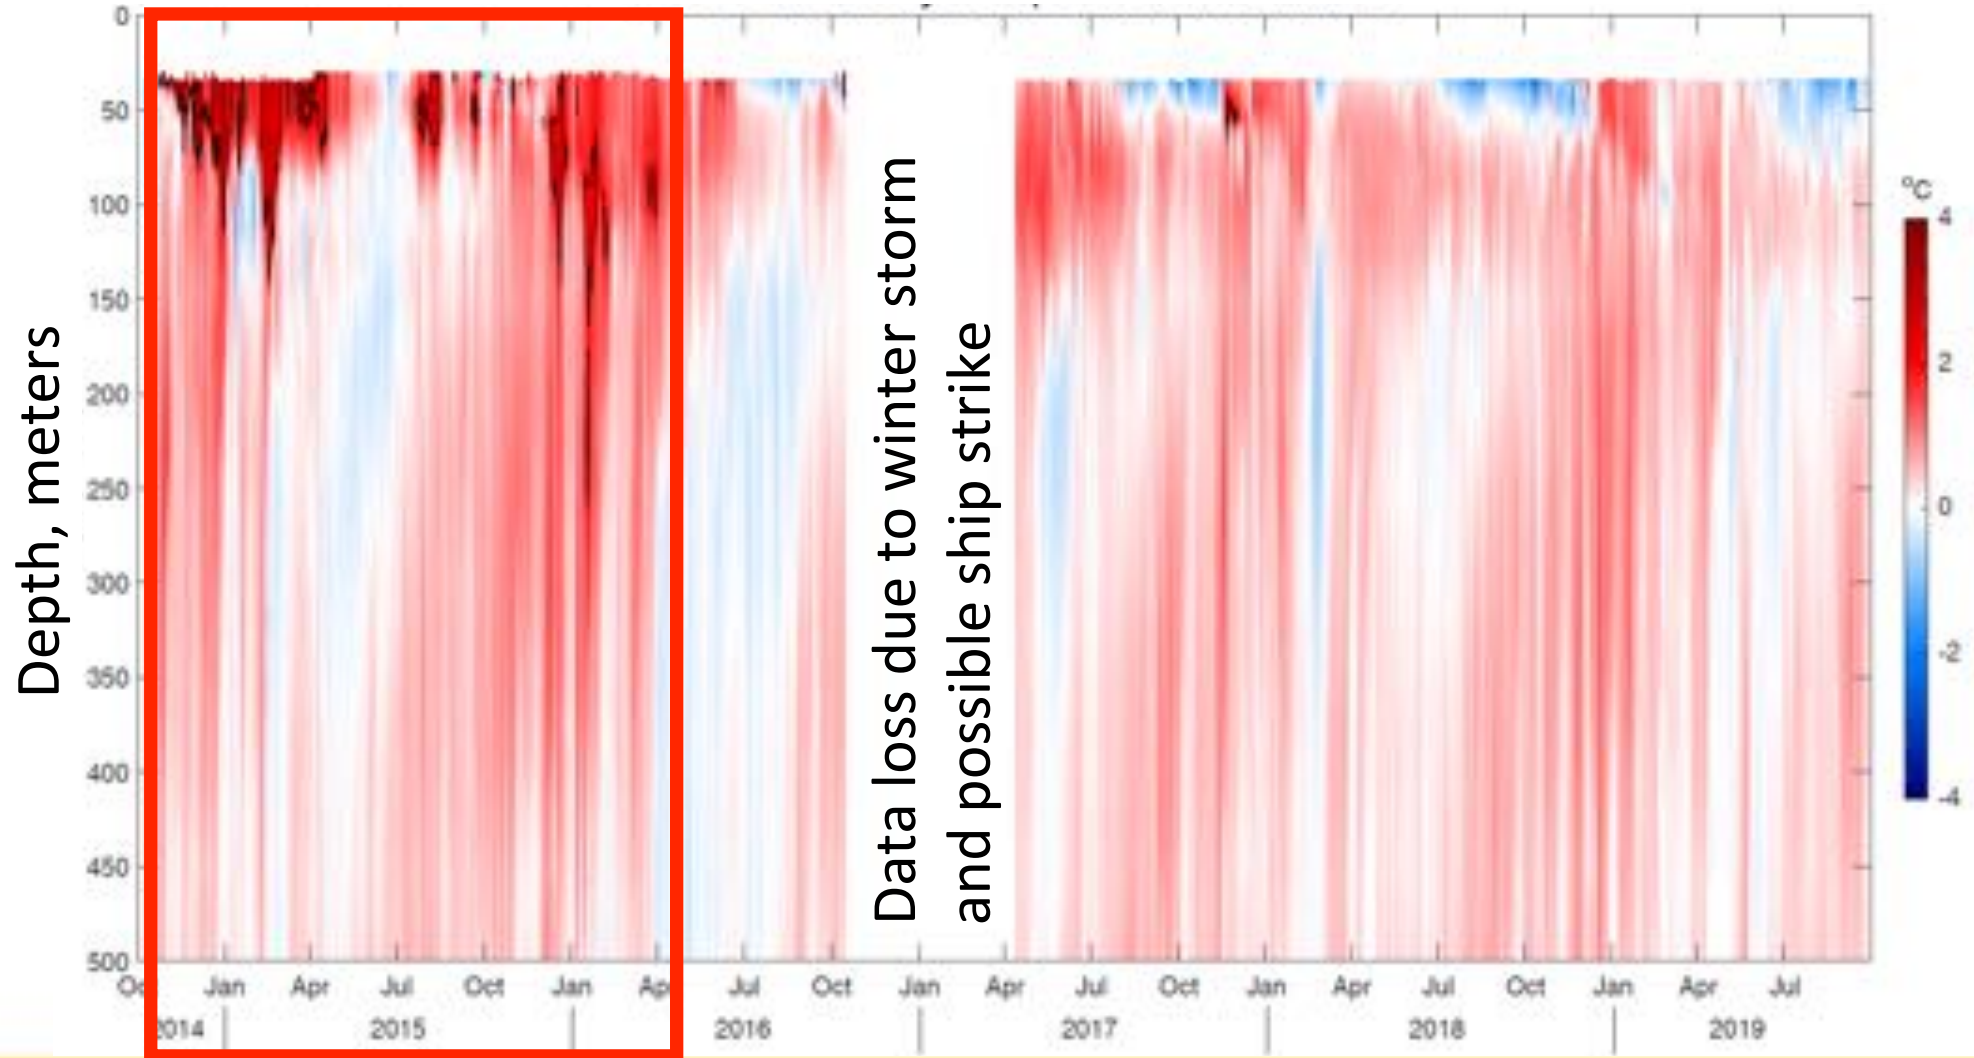 0
50
100
150
200
250
300
350
400
450
500
Depth, meters
Data loss due to winter storm
and possible ship strike
°C
4
2
0
-2
-4
Jan Apr Jul Oct Jan Ap Jul Oct Jan Apr Jul Oct Jan Apr Jul Oct Jan Apr Jul
2014 2015 2016 2017 2018 2019